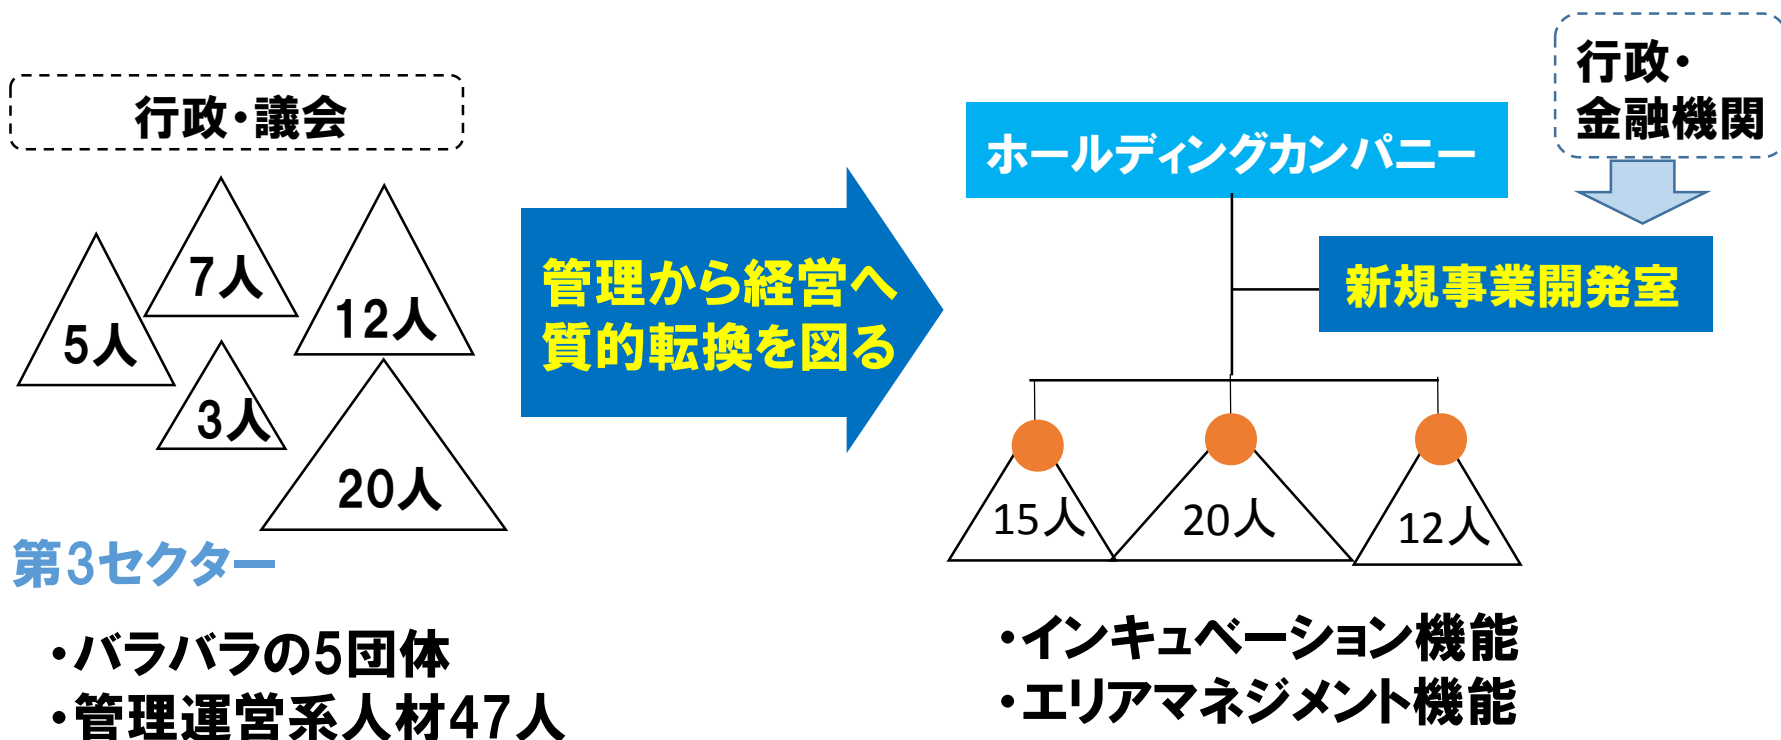 行政・議会
7人
12人
5人
3人
20人
第3セクター
・バラバラの5団体
・管理運営系人材47人
管理から経営へ
質的転換を図る
行政・
金融機関
ホールディングカンパニー
新規事業開発室
15人
20人
12人
・インキュベーション機能
・エリアマネジメント機能